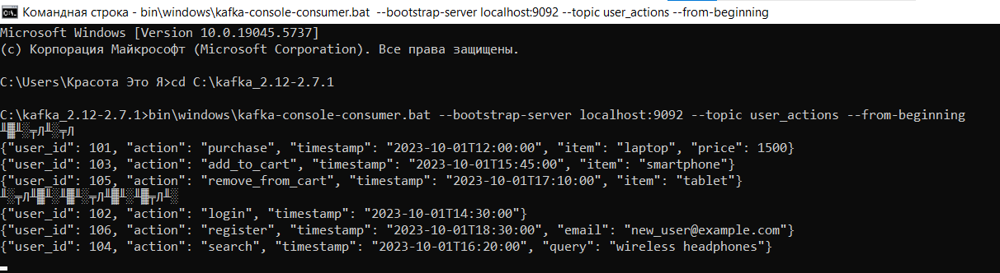 Командная строка - bin\windows\kafka-console-consumer.bat --bootstrap-server localhost:9092 --topic user_actions --from-beginning
Microsoft Windows [Version 10.0.19045.5737]
(c) Корпорация Майкрософт (Microsoft Corporation). Все права защищены.
C:\Users\Красота Это Я>cd C:\kafka_2.12-2.7.1
C:\kafka_2.12-2.7.1>bin\windows\kafka-console-consumer.bat --bootstrap-server localhost:9092 --topic user_actions --from-beginning
{"user_id": 101, "action": "purchase", "timestamp": "2023-10-01T12:00:00", "item": "laptop", "price": 1500}
{"user_id": 103, "action": "add_to_cart", "timestamp": "2023-10-01T15:45:00", "item": "smartphone"}
{"user_id": 105, "action": "remove_from_cart", "timestamp": "2023-10-01T17:10:00", "item": "tablet"}
{"user_id": 102, "action": "login", "timestamp": "2023-10-01T14:30:00"}
{"user_id": 106, "action": "register", "timestamp": "2023-10-01T18:30:00", "email": "new_user@example.com"}
{"user_id": 104, "action": "search", "timestamp": "2023-10-01T16:20:00", "query": "wireless headphones"}